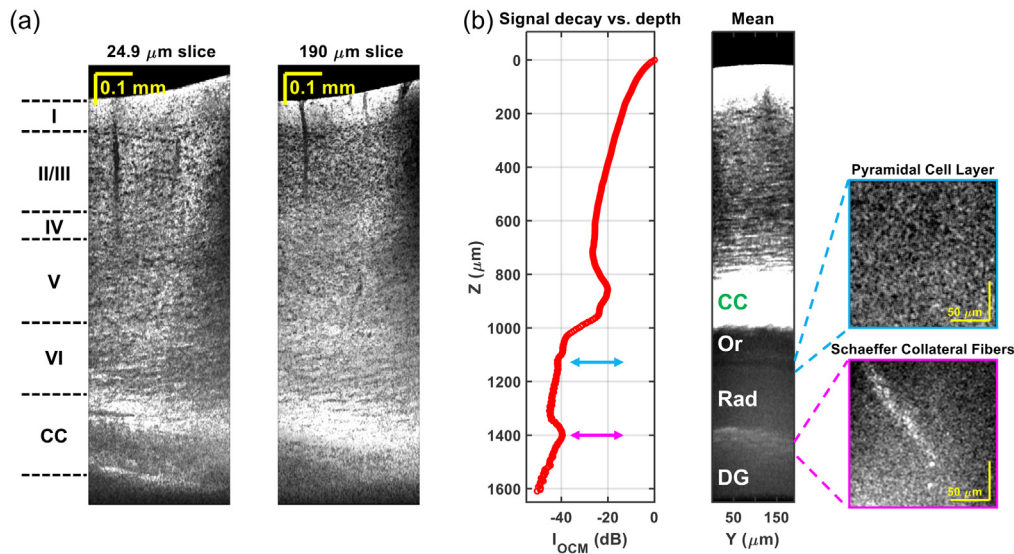 (a)
24.9 μm slice
190 μm slice
0.1 mm
0.1 mm
I
II/III
IV
V
VI
CC
(b)
Signal decay vs. depth
Mean
0
200
400
600
800
1000
1200
1400
1600
Z (μm)
-40
-20
0
I_OCM (dB)
CC
Or
Rad
DG
50
150
Y (μm)
Pyramidal Cell Layer
50 μm
Schaeffer Collateral Fibers
50 μm